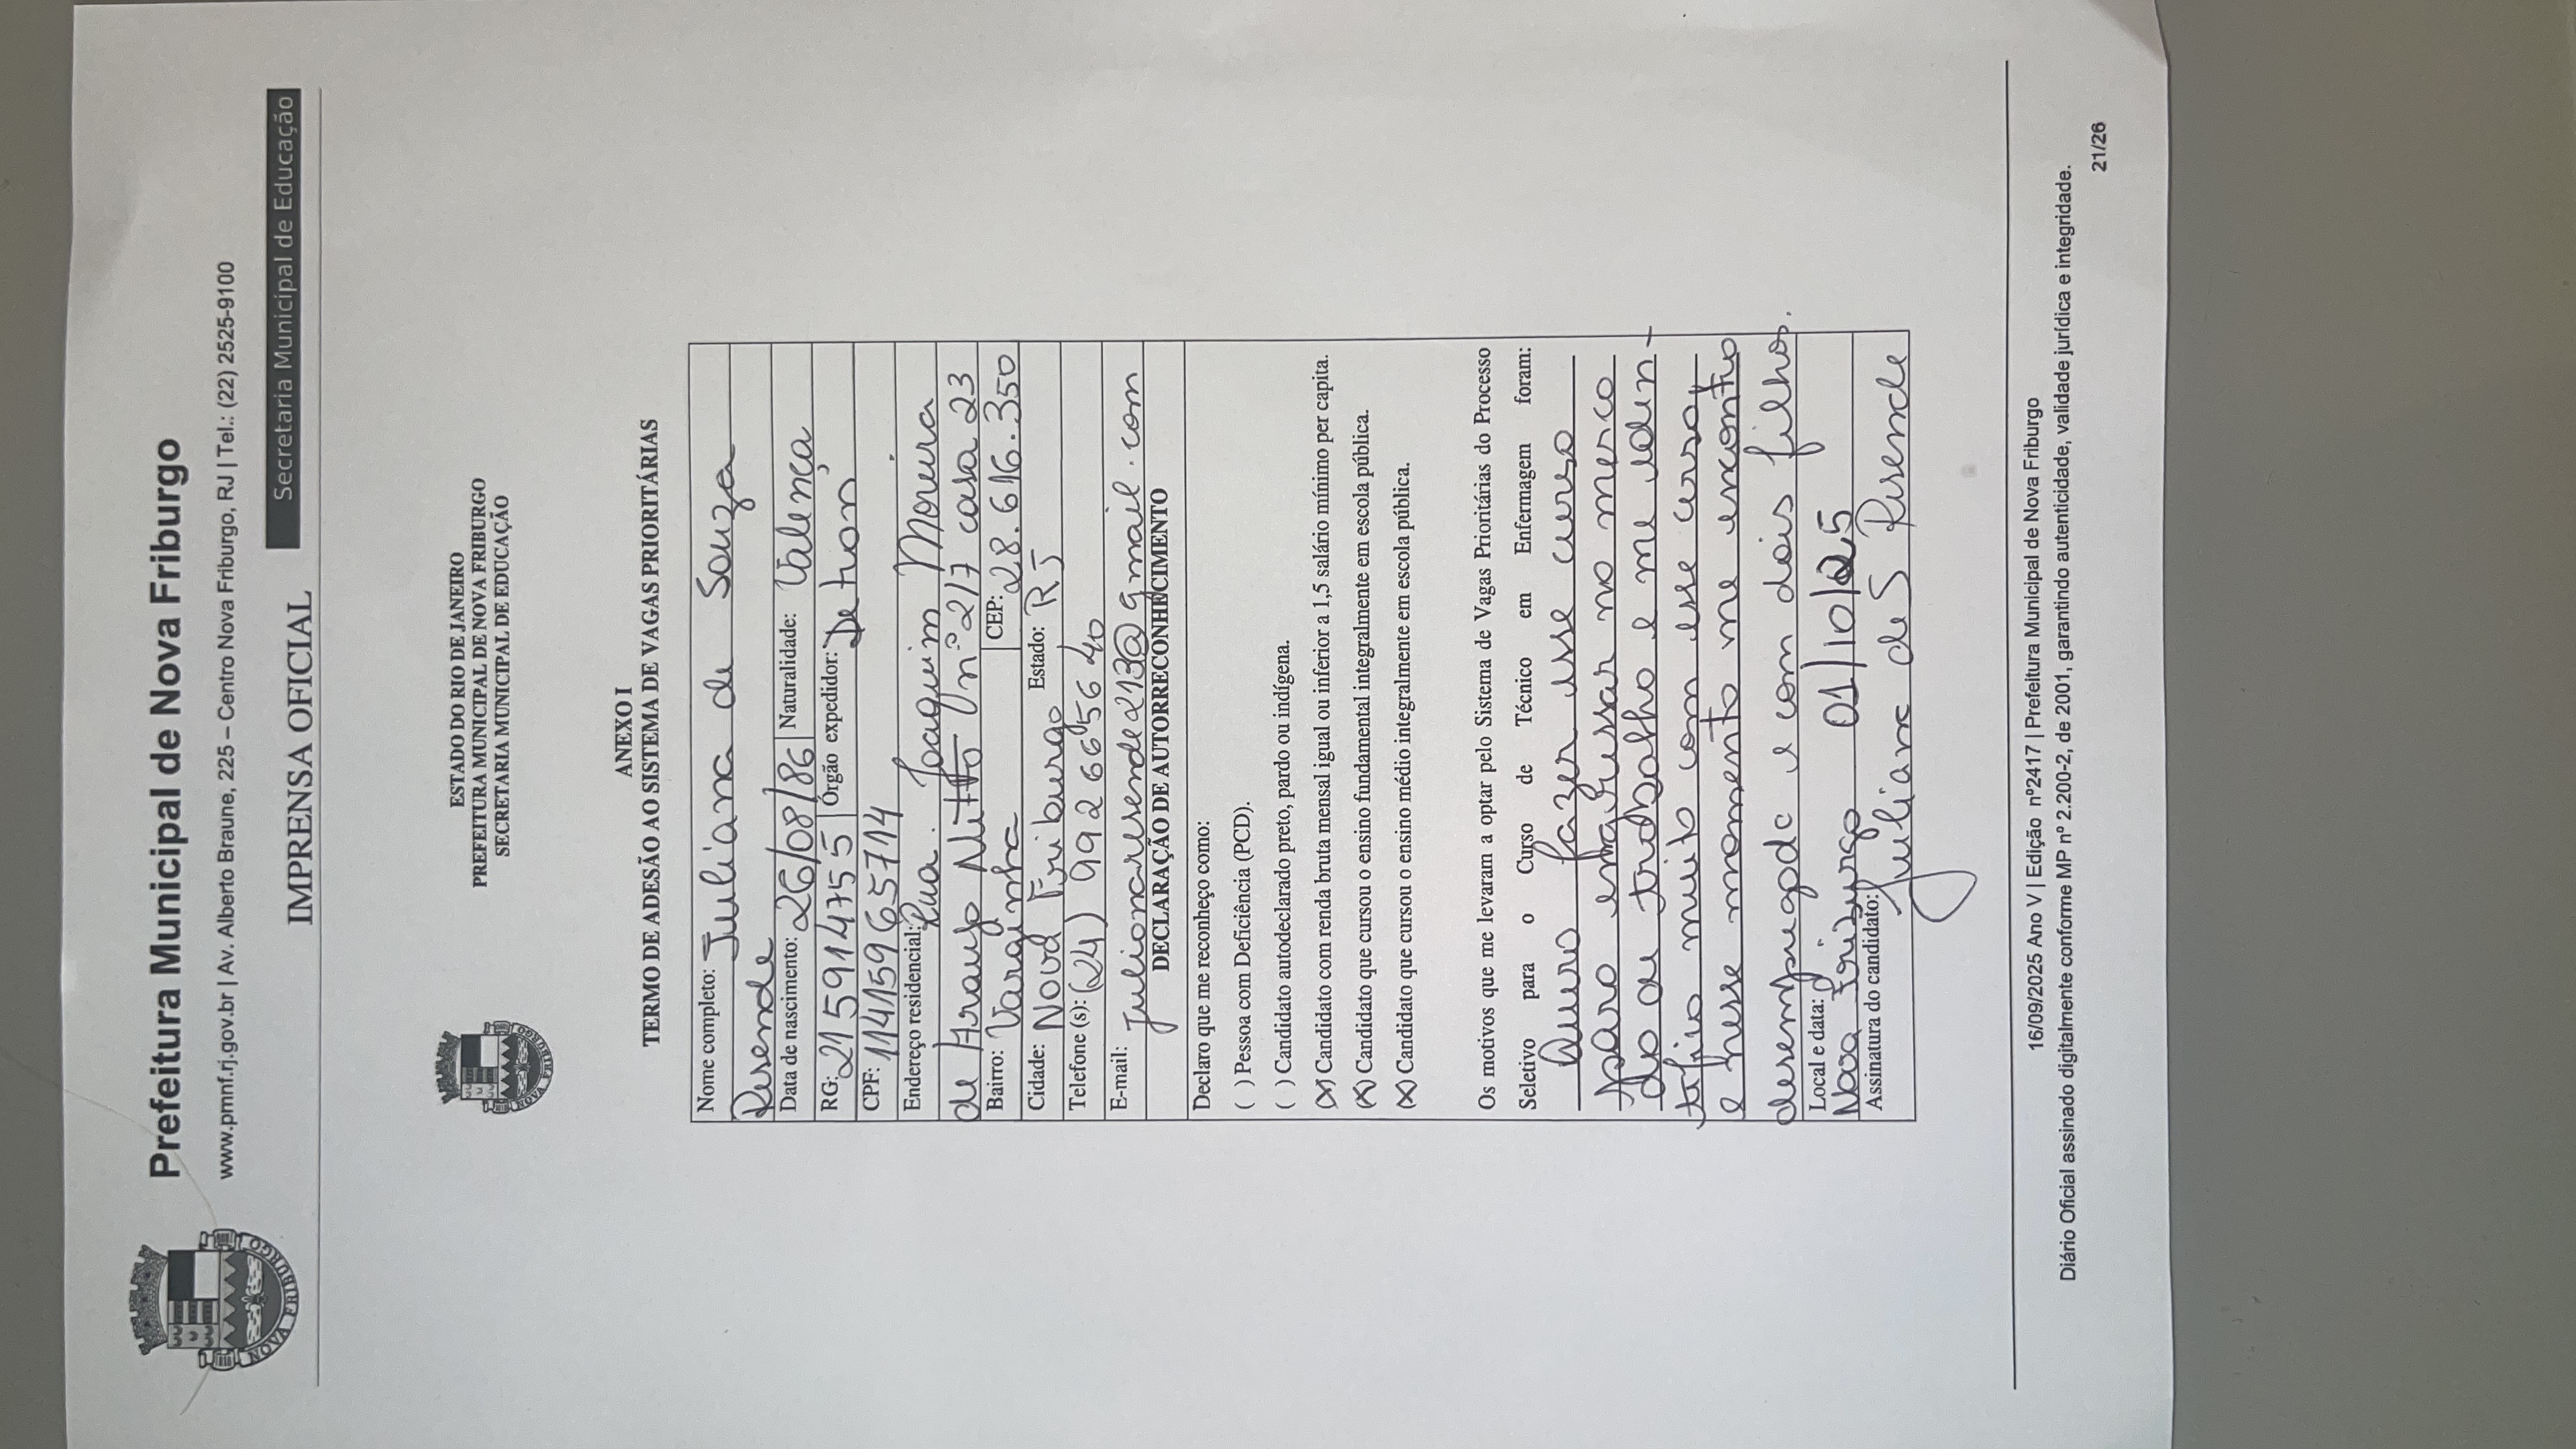 Prefeitura Municipal de Nova Friburgo
www.pmnf.rj.gov.br | Av. Alberto Braune, 225 – Centro Nova Friburgo, RJ | Tel.: (22) 2525-9100
Secretaria Municipal de Educação
IMPRENSA OFICIAL
NOVA FRIBURGO
NOVA FRIBURGO
ESTADO DO RIO DE JANEIRO
PREFEITURA MUNICIPAL DE NOVA FRIBURGO
SECRETARIA MUNICIPAL DE EDUCAÇÃO
ANEXO I
TERMO DE ADESÃO AO SISTEMA DE VAGAS PRIORITÁRIAS
Nome completo: Juliana de Souza
Resende
Data de nascimento: 26/08/86 Naturalidade: Valença
RG: 215914755 Órgão expedidor: Detran
CPF: 11415965714
Endereço residencial: Rua. Joaquim Moreira
de Araujo Nitto nº 217 casa 23
Bairro: Varginha CEP: 28.616.350
Cidade: Nova Friburgo Estado: RJ
Telefone (s): (24) 992665640
E-mail: julianaresende213@gmail.com
DECLARAÇÃO DE AUTORRECONHECIMENTO
Declaro que me reconheço como:
( ) Pessoa com Deficiência (PCD).
( ) Candidato autodeclarado preto, pardo ou indígena.
(X) Candidato com renda bruta mensal igual ou inferior a 1,5 salário mínimo per capita.
(X) Candidato que cursou o ensino fundamental integralmente em escola pública.
(X) Candidato que cursou o ensino médio integralmente em escola pública.
Os motivos que me levaram a optar pelo Sistema de Vagas Prioritárias do Processo
Seletivo para o Curso de Técnico em Enfermagem foram:
Quero fazer esse curso
para engressar no merca
do de trabalho e me iden-
tifico muito com esse curso,
e nesse momento me encontro
desempregada e com dois filhos.
Local e data:
Nova Friburgo 01/10/25
Assinatura do candidato:
Juliana de S Resende
16/09/2025 Ano V | Edição nº2417 | Prefeitura Municipal de Nova Friburgo
Diário Oficial assinado digitalmente conforme MP nº 2.200-2, de 2001, garantindo autenticidade, validade jurídica e integridade.
21/26